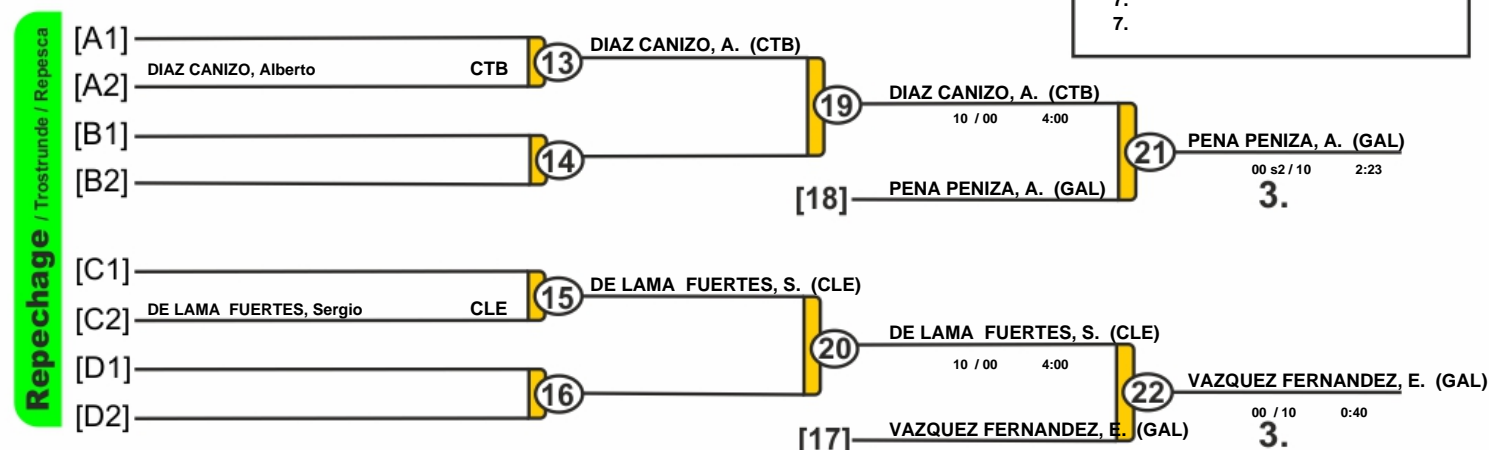 7.
7.
Repechage / Trostrunde / Repesca
[A1]
DIAZ CANIZO, A. (CTB)
13
DIAZ CANIZO, Alberto CTB
[A2]
DIAZ CANIZO, A. (CTB)
19
10 / 00 4:00
[B1]
PENA PENIZA, A. (GAL)
21
14
00 s2 / 10 2:23
[B2]
PENA PENIZA, A. (GAL)
[18]
3.
[C1]
DE LAMA FUERTES, S. (CLE)
15
DE LAMA FUERTES, Sergio CLE
[C2]
DE LAMA FUERTES, S. (CLE)
20
10 / 00 4:00
[D1]
VAZQUEZ FERNANDEZ, E. (GAL)
22
16
00 / 10 0:40
[D2]
VAZQUEZ FERNANDEZ, E. (GAL)
[17]
3.